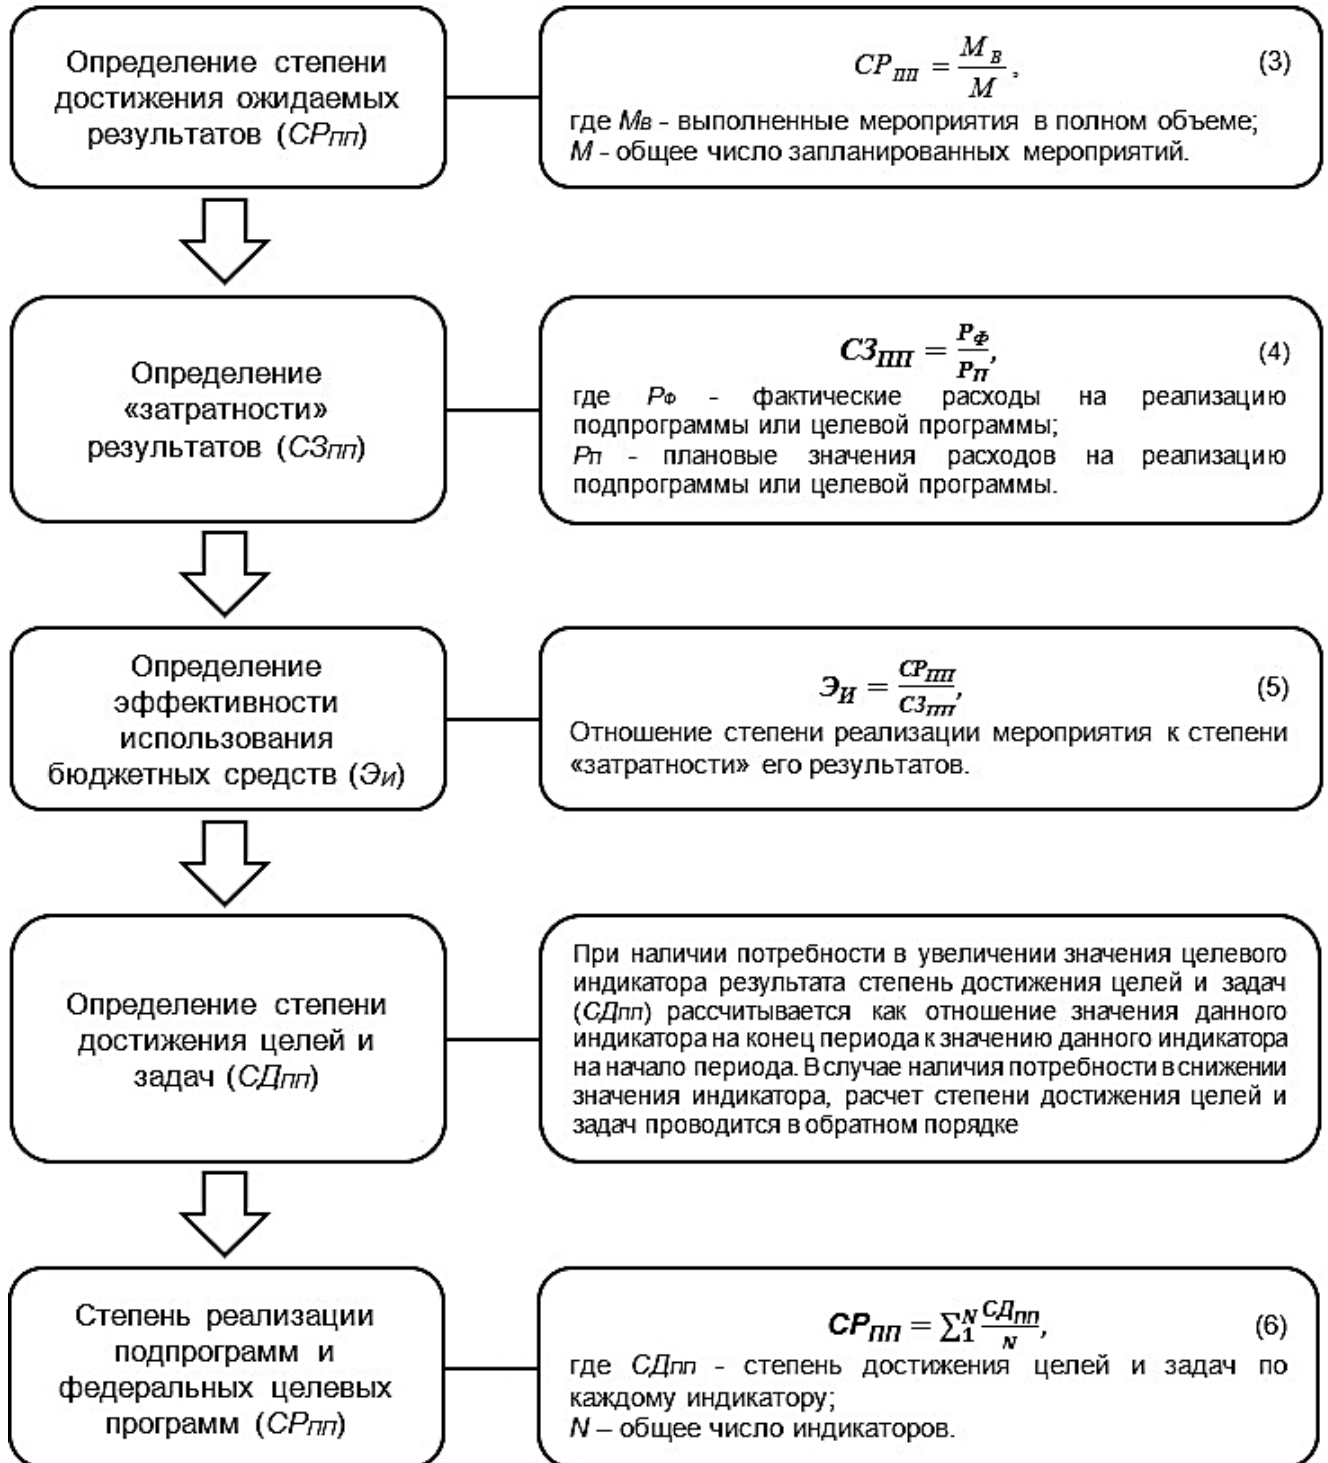 Определение степени
достижения ожидаемых
результатов (СРпп)
СРПП = МВ / М , (3)
где Мв - выполненные мероприятия в полном объеме;
М - общее число запланированных мероприятий.
Определение
«затратности»
результатов (СЗпп)
СЗПП = РФ / РП, (4)
где РФ - фактические расходы на реализацию
подпрограммы или целевой программы;
Рп - плановые значения расходов на реализацию
подпрограммы или целевой программы.
Определение
эффективности
использования
бюджетных средств (Эи)
ЭИ = СРПП / СЗПП, (5)
Отношение степени реализации мероприятия к степени
«затратности» его результатов.
Определение степени
достижения целей и
задач (СДпп)
При наличии потребности в увеличении значения целевого
индикатора результата степень достижения целей и задач
(СДпп) рассчитывается как отношение значения данного
индикатора на конец периода к значению данного индикатора
на начало периода. В случае наличия потребности в снижении
значения индикатора, расчет степени достижения целей и
задач проводится в обратном порядке
Степень реализации
подпрограмм и
федеральных целевых
программ (СРпп)
СРПП = ∑₁ᴺ СДПП / N, (6)
где СДпп - степень достижения целей и задач по
каждому индикатору;
N – общее число индикаторов.